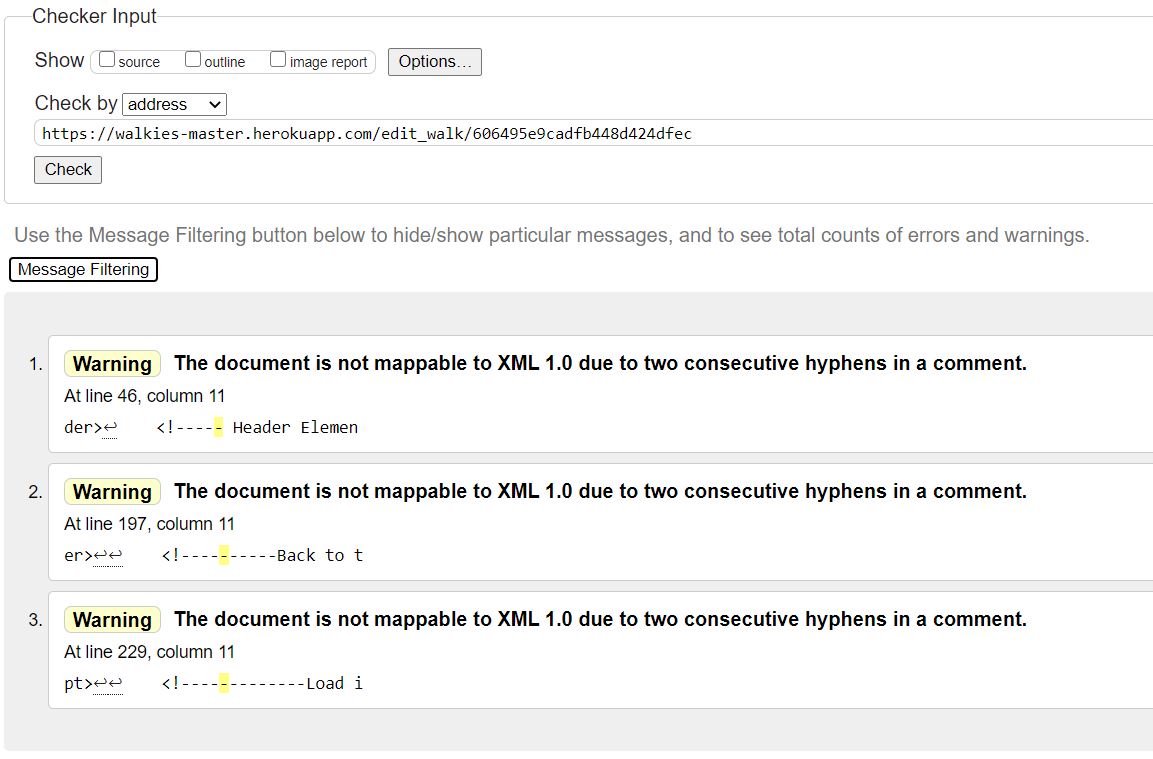 Checker Input
Show source outline image report Options...
Check by address
https://walkies-master.herokuapp.com/edit_walk/606495e9cadfb448d424dfec
Check
Use the Message Filtering button below to hide/show particular messages, and to see total counts of errors and warnings.
Message Filtering
1. Warning The document is not mappable to XML 1.0 due to two consecutive hyphens in a comment.
At line 46, column 11
der>↩ <!----- Header Elemen
2. Warning The document is not mappable to XML 1.0 due to two consecutive hyphens in a comment.
At line 197, column 11
er>↩↩ <!----------Back to t
3. Warning The document is not mappable to XML 1.0 due to two consecutive hyphens in a comment.
At line 229, column 11
pt>↩↩ <!-------------Load i